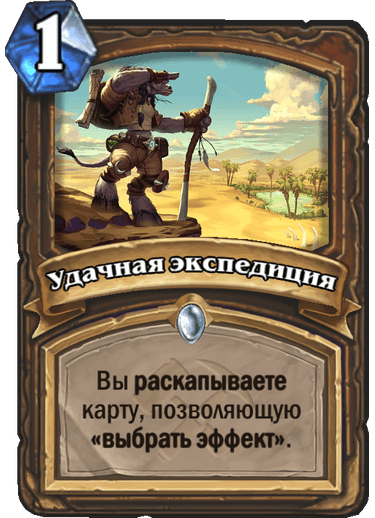 1
Удачная экспедиция
Вы раскапываете
карту, позволяющую
«выбрать эффект».